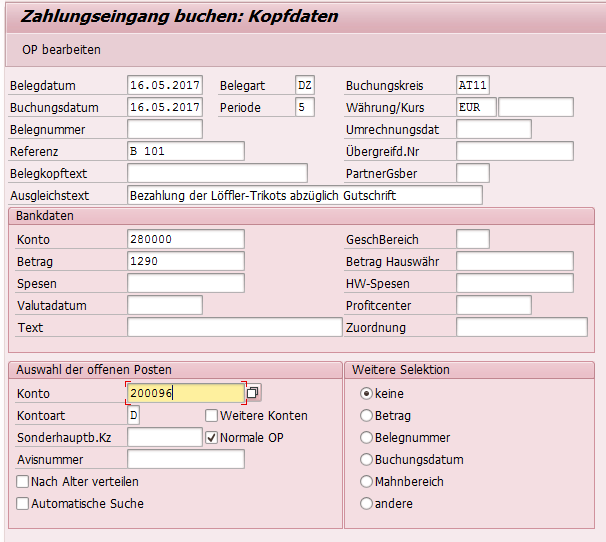 Zahlungseingang buchen: Kopfdaten
OP bearbeiten
Belegdatum 16.05.2017 Belegart DZ Buchungskreis AT11
Buchungsdatum 16.05.2017 Periode 5 Währung/Kurs EUR
Belegnummer Umrechnungsdat
Referenz B 101 Übergreifd.Nr
Belegkopftext PartnerGsber
Ausgleichstext Bezahlung der Löffler-Trikots abzüglich Gutschrift
Bankdaten
Konto 280000 GeschBereich
Betrag 1290 Betrag Hauswähr
Spesen HW-Spesen
Valutadatum Profitcenter
Text Zuordnung
Auswahl der offenen Posten Weitere Selektion
Konto 200096 keine
Kontoart D Weitere Konten Betrag
Sonderhauptb.Kz Normale OP Belegnummer
Avisnummer Buchungsdatum
Nach Alter verteilen Mahnbereich
Automatische Suche andere